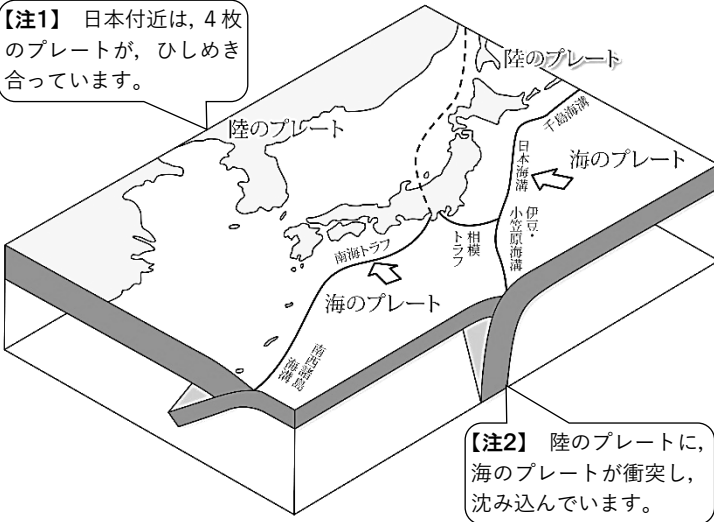 【注1】 日本付近は,4枚
のプレートが, ひしめき
合っています。
陸のプレート
陸のプレート
千島海溝
日本海溝
海のプレート
伊豆・
小笠原海溝
相模
トラフ
南海トラフ
海のプレート
南西諸島
海溝
【注2】 陸のプレートに,
海のプレートが衝突し,
沈み込んでいます。